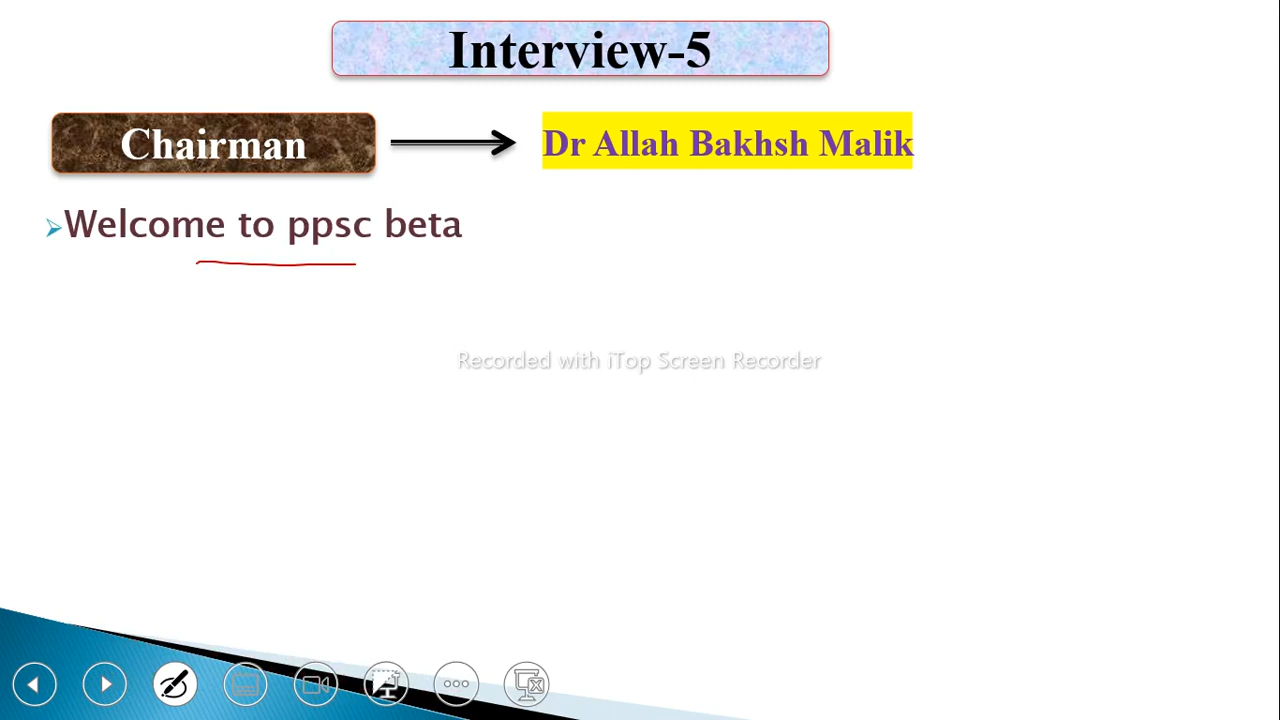 Interview-5
Chairman
Dr Allah Bakhsh Malik
Welcome to ppsc beta
Recorded with iTop Screen Recorder